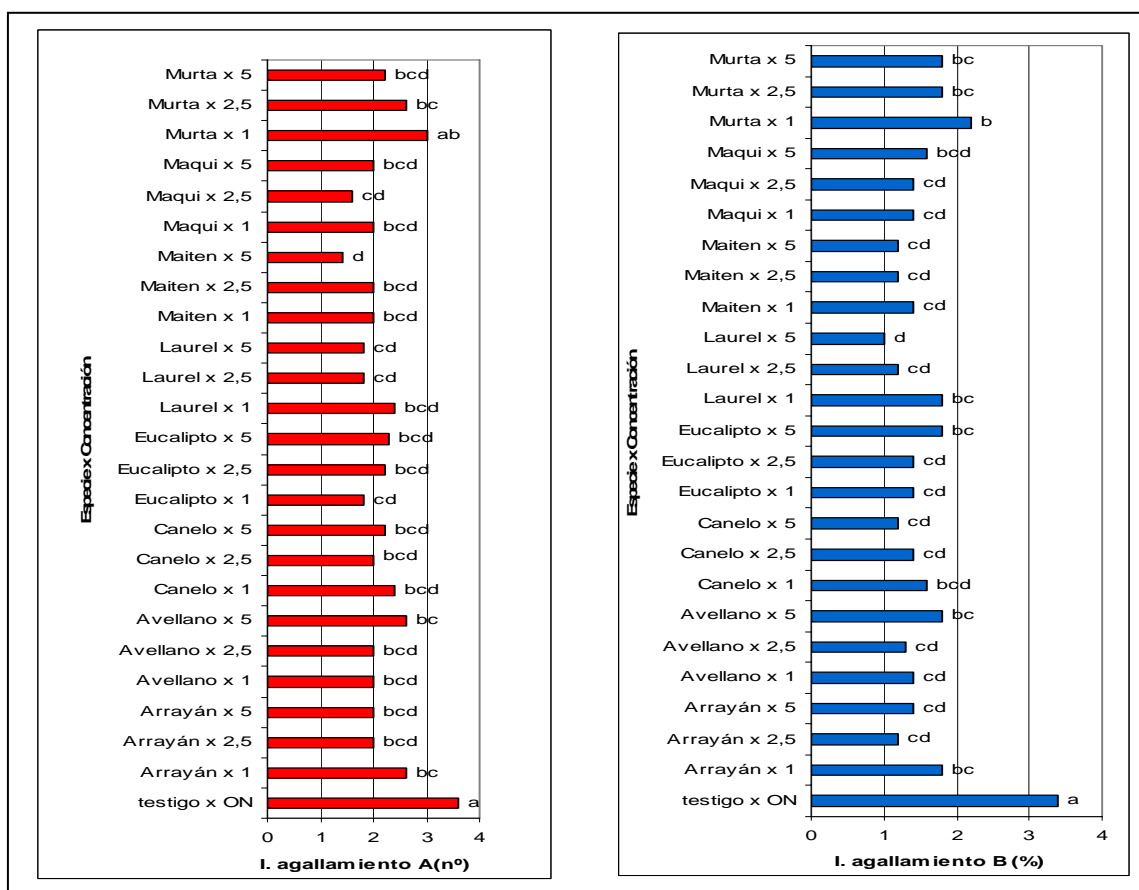 Especie x Concentración
Murta x 5 bcd
Murta x 2,5 bc
Murta x 1 ab
Maqui x 5 bcd
Maqui x 2,5 cd
Maqui x 1 bcd
Maiten x 5 d
Maiten x 2,5 bcd
Maiten x 1 bcd
Laurel x 5 cd
Laurel x 2,5 cd
Laurel x 1 bcd
Eucalipto x 5 bcd
Eucalipto x 2,5 bcd
Eucalipto x 1 cd
Canelo x 5 bcd
Canelo x 2,5 bcd
Canelo x 1 bcd
Avellano x 5 bc
Avellano x 2,5 bcd
Avellano x 1 bcd
Arrayán x 5 bcd
Arrayán x 2,5 bcd
Arrayán x 1 bc
testigo x ON a
0 1 2 3 4
I. agallamiento A(nº)
Especie x Concentración
Murta x 5 bc
Murta x 2,5 bc
Murta x 1 b
Maqui x 5 bcd
Maqui x 2,5 cd
Maqui x 1 cd
Maiten x 5 cd
Maiten x 2,5 cd
Maiten x 1 cd
Laurel x 5 d
Laurel x 2,5 cd
Laurel x 1 bc
Eucalipto x 5 bc
Eucalipto x 2,5 cd
Eucalipto x 1 cd
Canelo x 5 cd
Canelo x 2,5 cd
Canelo x 1 bcd
Avellano x 5 bc
Avellano x 2,5 cd
Avellano x 1 cd
Arrayán x 5 cd
Arrayán x 2,5 cd
Arrayán x 1 bc
testigo x ON a
0 1 2 3 4
I. agallamiento B (%)